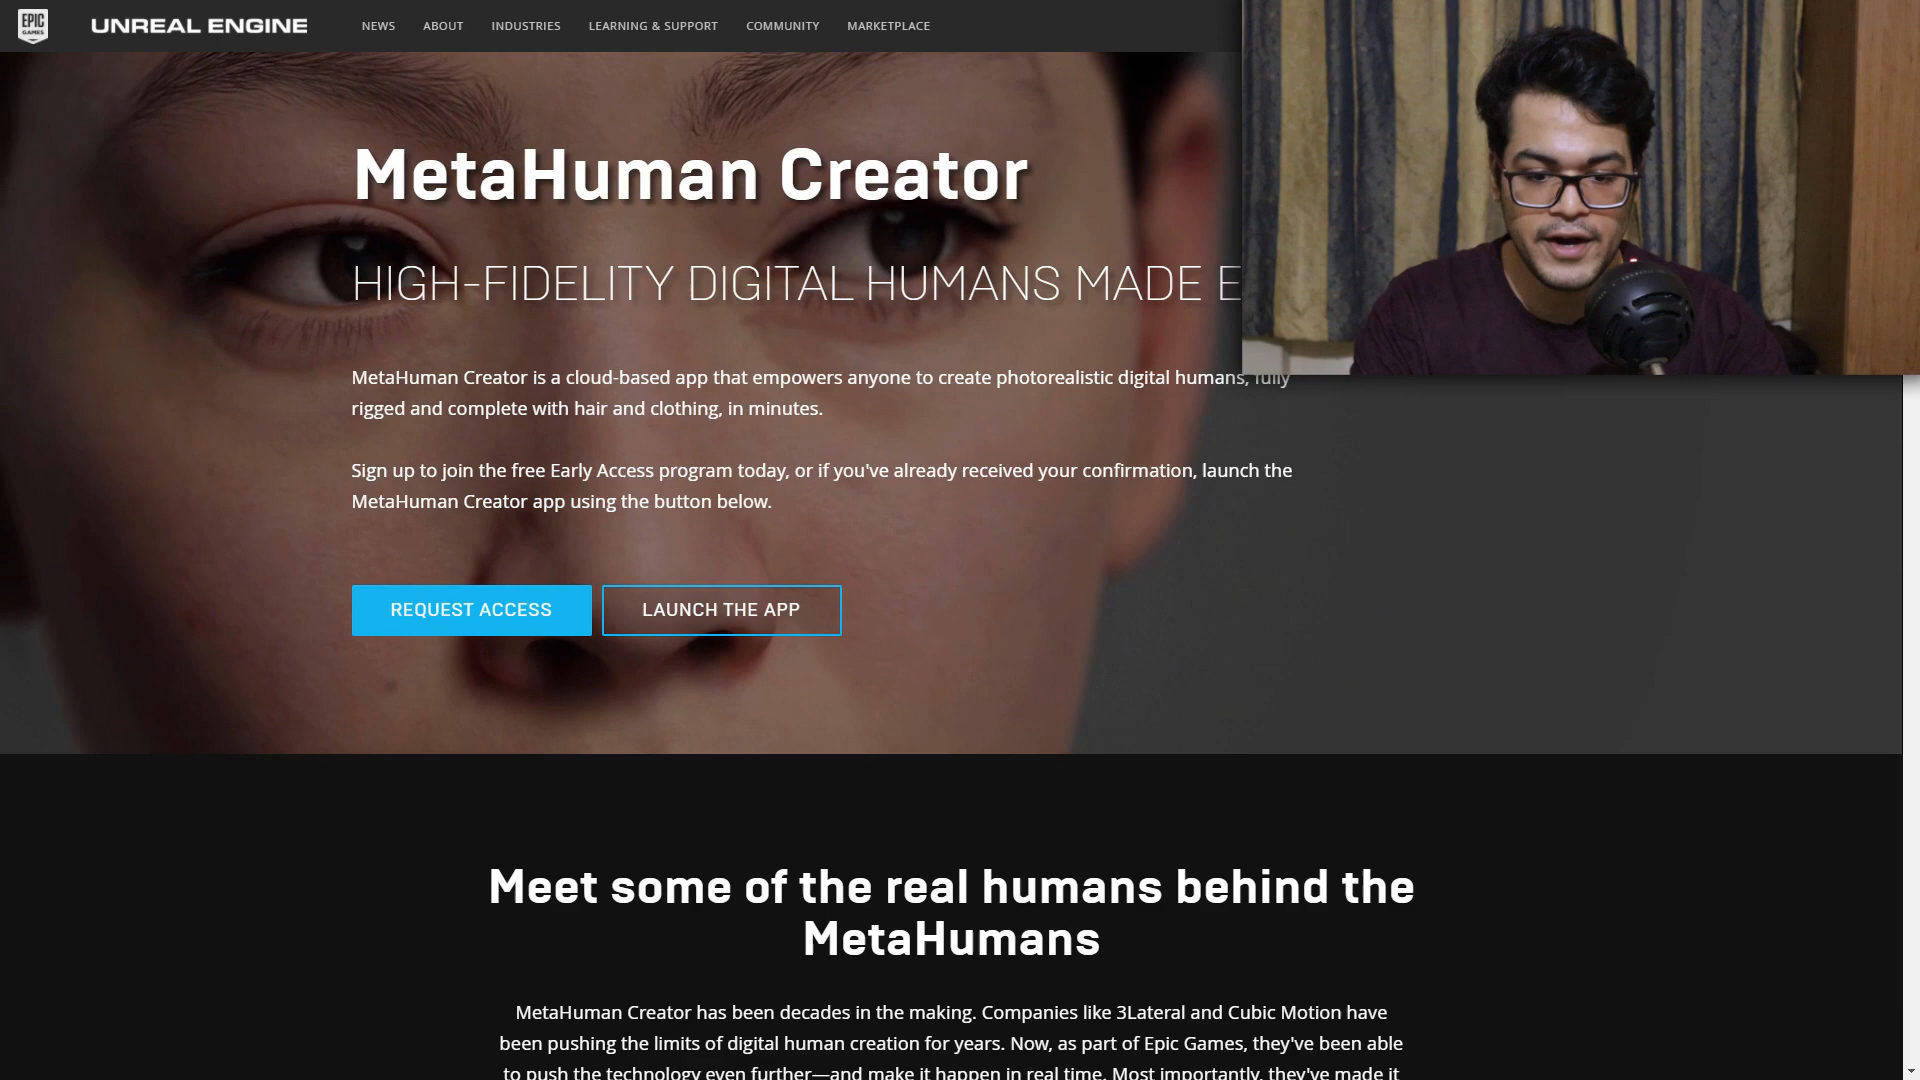 EPIC
GAMES
UNREAL ENGINE
NEWS
ABOUT
INDUSTRIES
LEARNING & SUPPORT
COMMUNITY
MARKETPLACE
MetaHuman Creator
HIGH-FIDELITY DIGITAL HUMANS MADE E
MetaHuman Creator is a cloud-based app that empowers anyone to create photorealistic digital humans, fully
rigged and complete with hair and clothing, in minutes.
Sign up to join the free Early Access program today, or if you've already received your confirmation, launch the
MetaHuman Creator app using the button below.
REQUEST ACCESS
LAUNCH THE APP
Meet some of the real humans behind the
MetaHumans
MetaHuman Creator has been decades in the making. Companies like 3Lateral and Cubic Motion have
been pushing the limits of digital human creation for years. Now, as part of Epic Games, they've been able
to push the technology even further—and make it happen in real time. Most importantly, they've made it